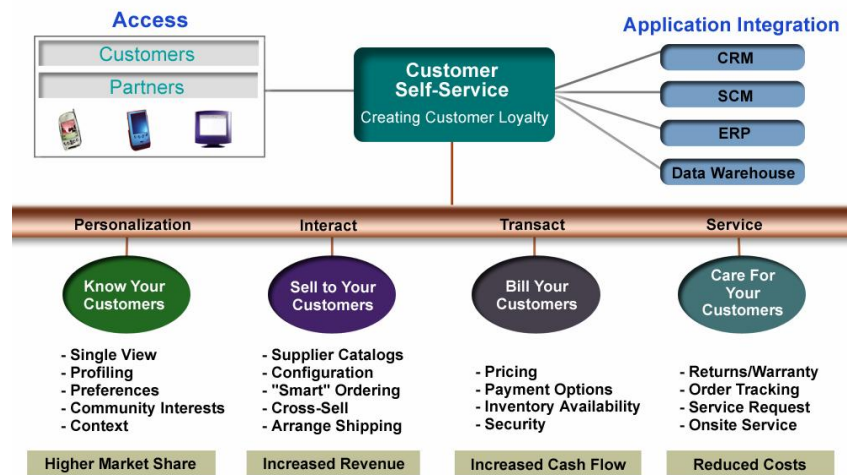 Access
Customers
Partners
Customer
Self-Service
Creating Customer Loyalty
Application Integration
CRM
SCM
ERP
Data Warehouse
Personalization
Interact
Transact
Service
Know Your
Customers
Sell to Your
Customers
Bill Your
Customers
Care For
Your
Customers
- Single View
- Profiling
- Preferences
- Community Interests
- Context
- Supplier Catalogs
- Configuration
- "Smart" Ordering
- Cross-Sell
- Arrange Shipping
- Pricing
- Payment Options
- Inventory Availability
- Security
- Returns/Warranty
- Order Tracking
- Service Request
- Onsite Service
Higher Market Share
Increased Revenue
Increased Cash Flow
Reduced Costs